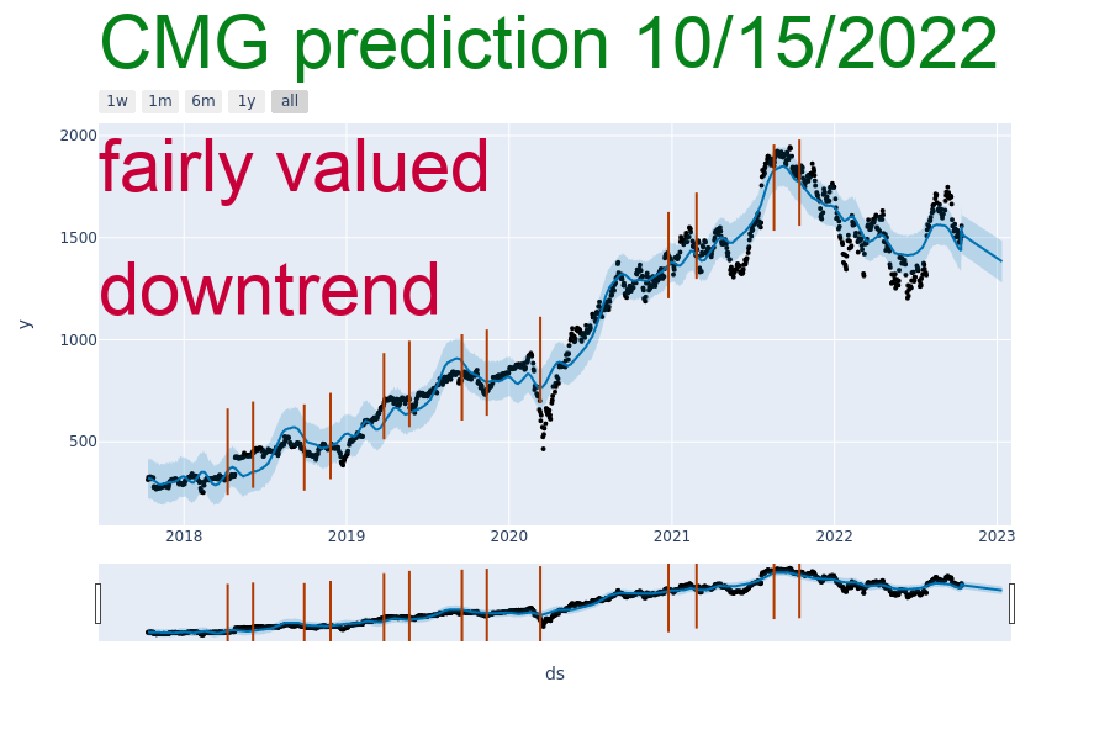 CMG prediction 10/15/2022
1w 1m 6m 1y all
2000
fairly valued
1500
downtrend
1000
500
y
2018 2019 2020 2021 2022 2023
ds